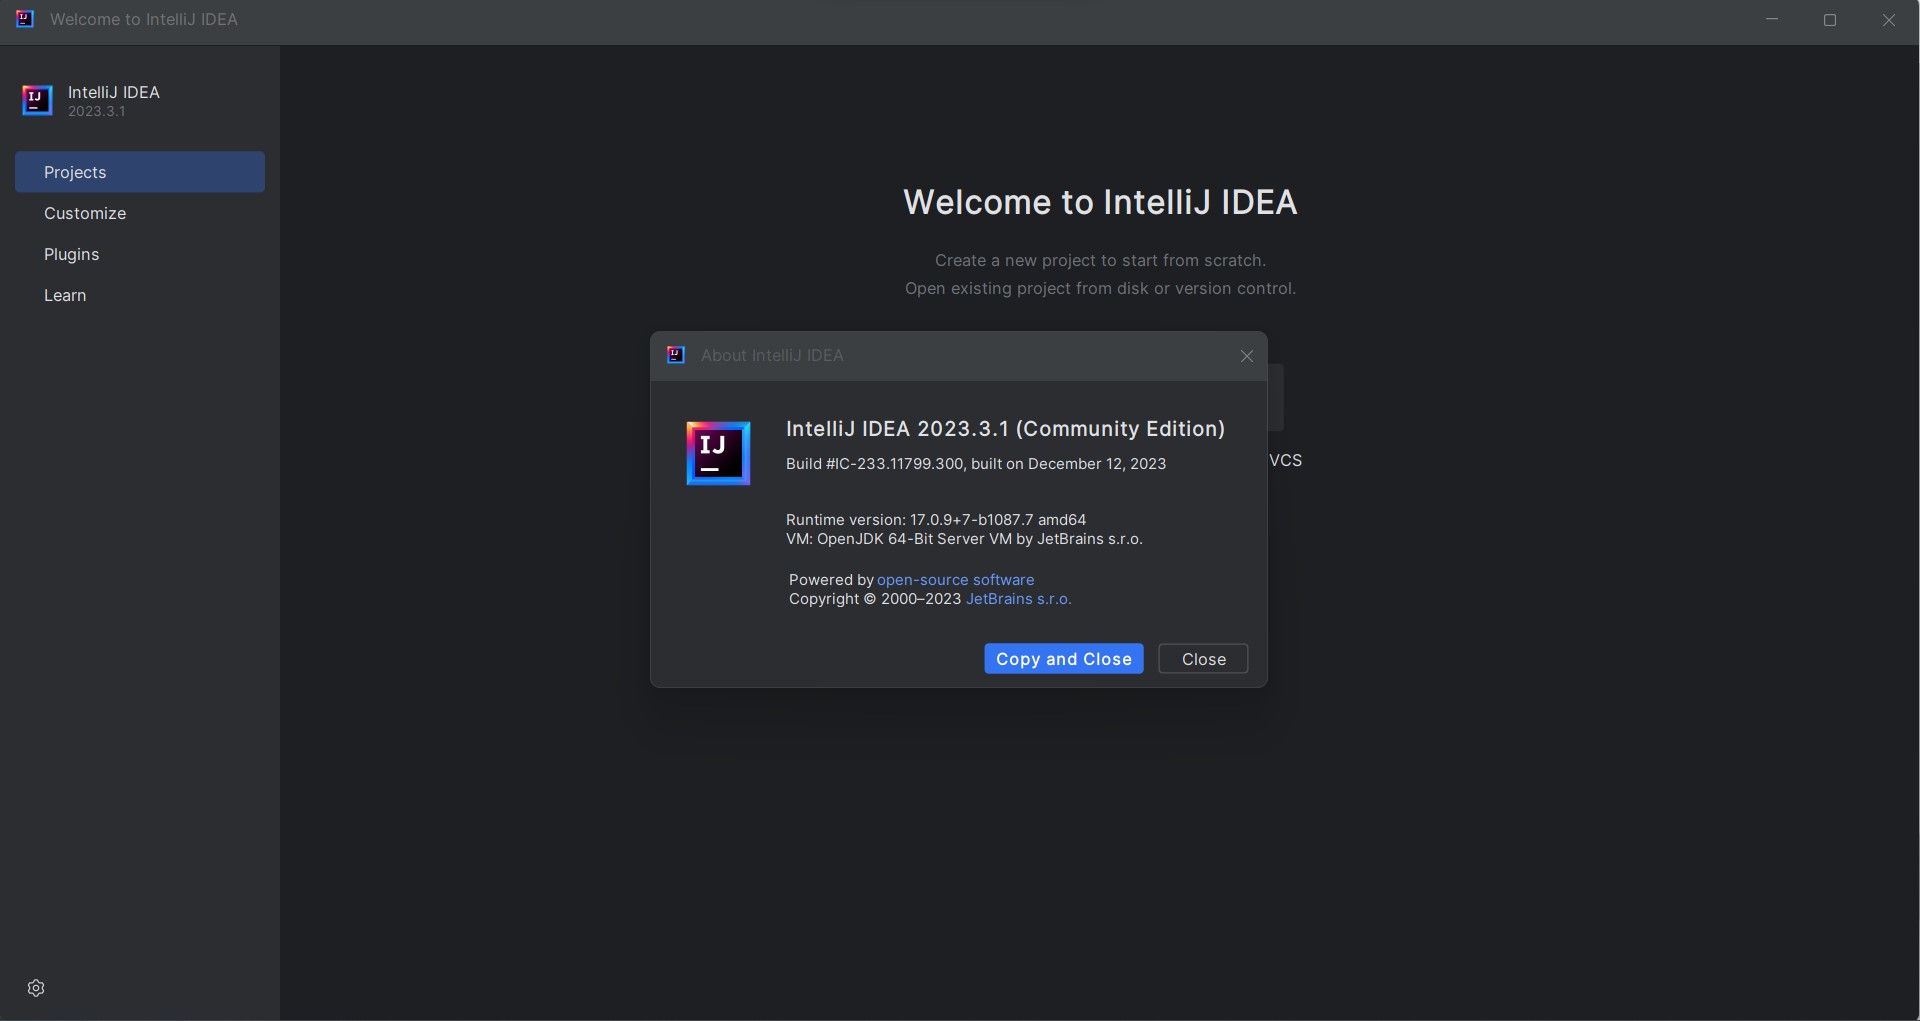 Welcome to IntelliJ IDEA
IJ
IntelliJ IDEA
2023.3.1
Projects
Customize
Plugins
Learn
Welcome to IntelliJ IDEA
Create a new project to start from scratch.
Open existing project from disk or version control.
About IntelliJ IDEA
VCS
IJ
IntelliJ IDEA 2023.3.1 (Community Edition)
Build #IC-233.11799.300, built on December 12, 2023
Runtime version: 17.0.9+7-b1087.7 amd64
VM: OpenJDK 64-Bit Server VM by JetBrains s.r.o.
Powered by open-source software
Copyright © 2000–2023 JetBrains s.r.o.
Copy and Close
Close